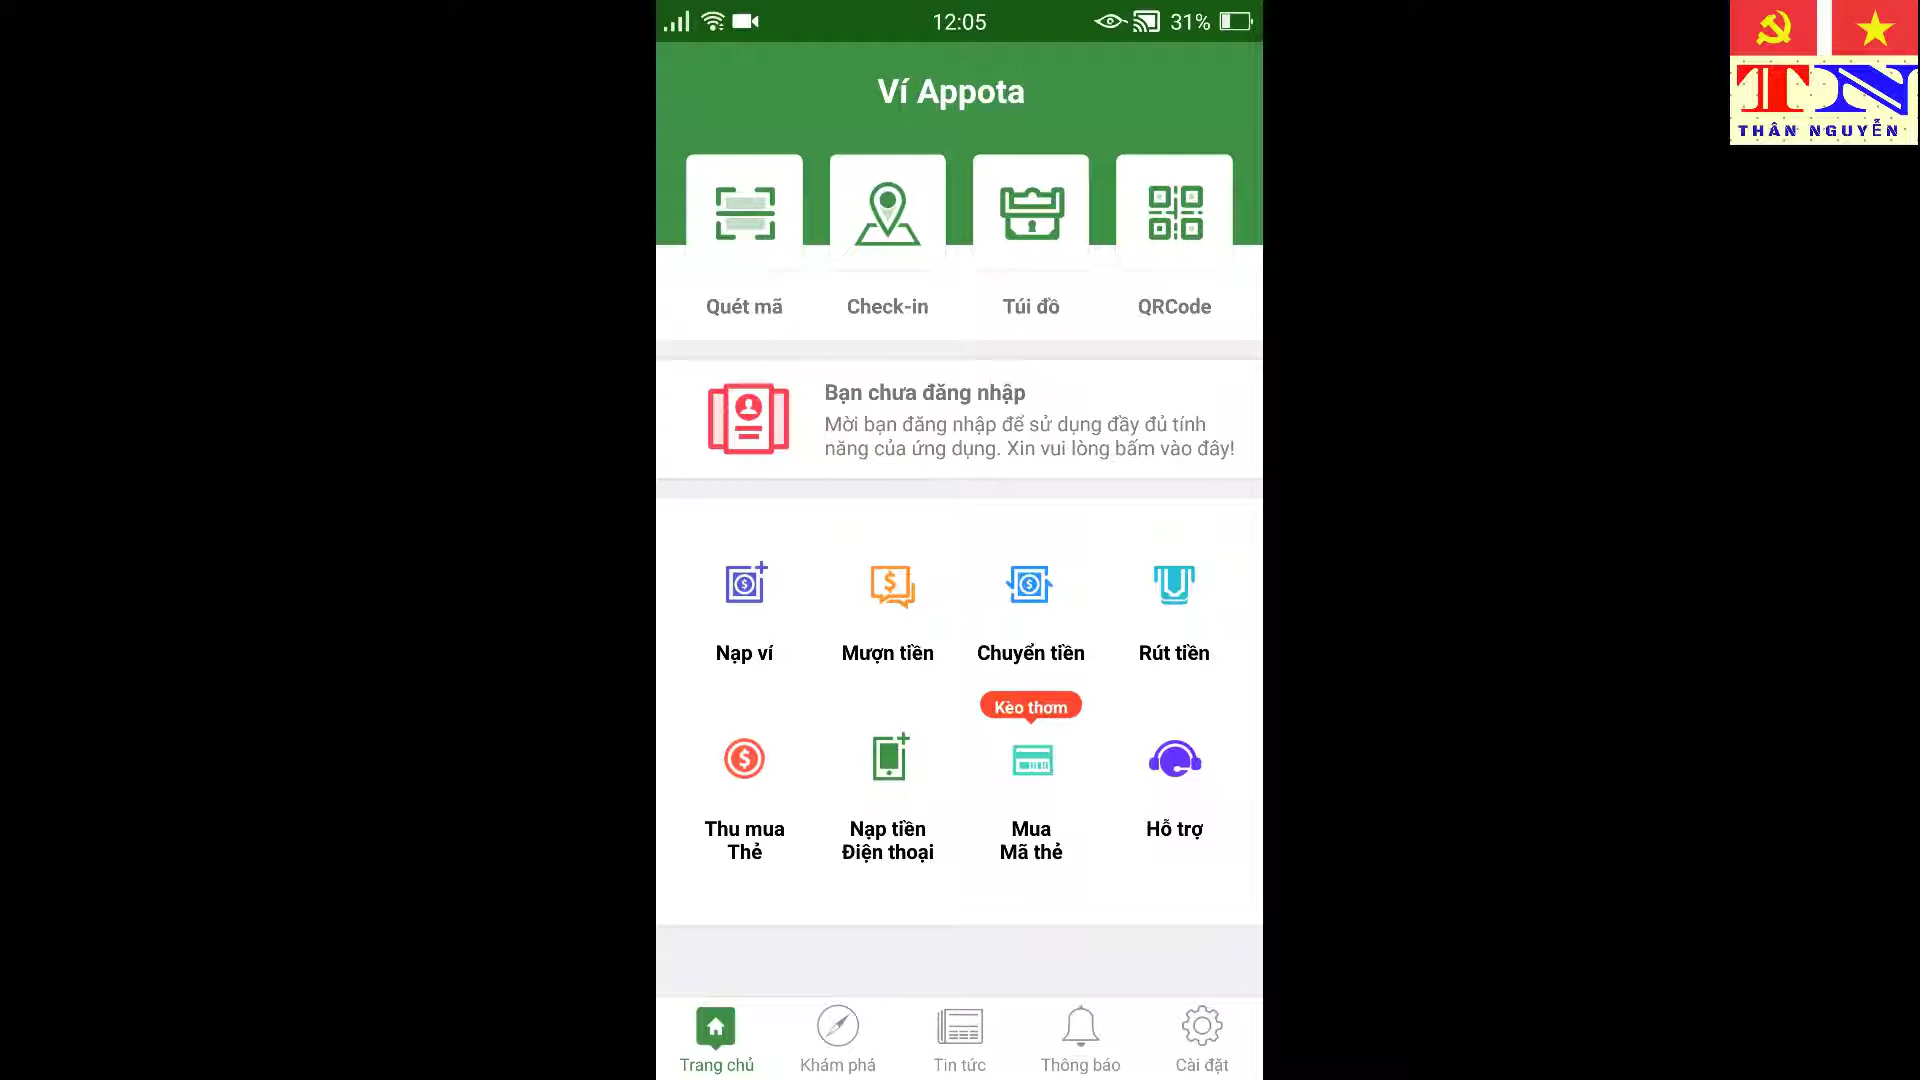 12:05
31%
Ví Appota
Quét mã
Check-in
Túi đồ
QRCode
Bạn chưa đăng nhập
Mời bạn đăng nhập để sử dụng đầy đủ tính
năng của ứng dụng. Xin vui lòng bấm vào đây!
Nạp ví
Mượn tiền
Chuyển tiền
Rút tiền
Kèo thơm
Thu mua
Thẻ
Nạp tiền
Điện thoại
Mua
Mã thẻ
Hỗ trợ
Trang chủ
Khám phá
Tin tức
Thông báo
Cài đặt
TN
THÂN NGUYỄN